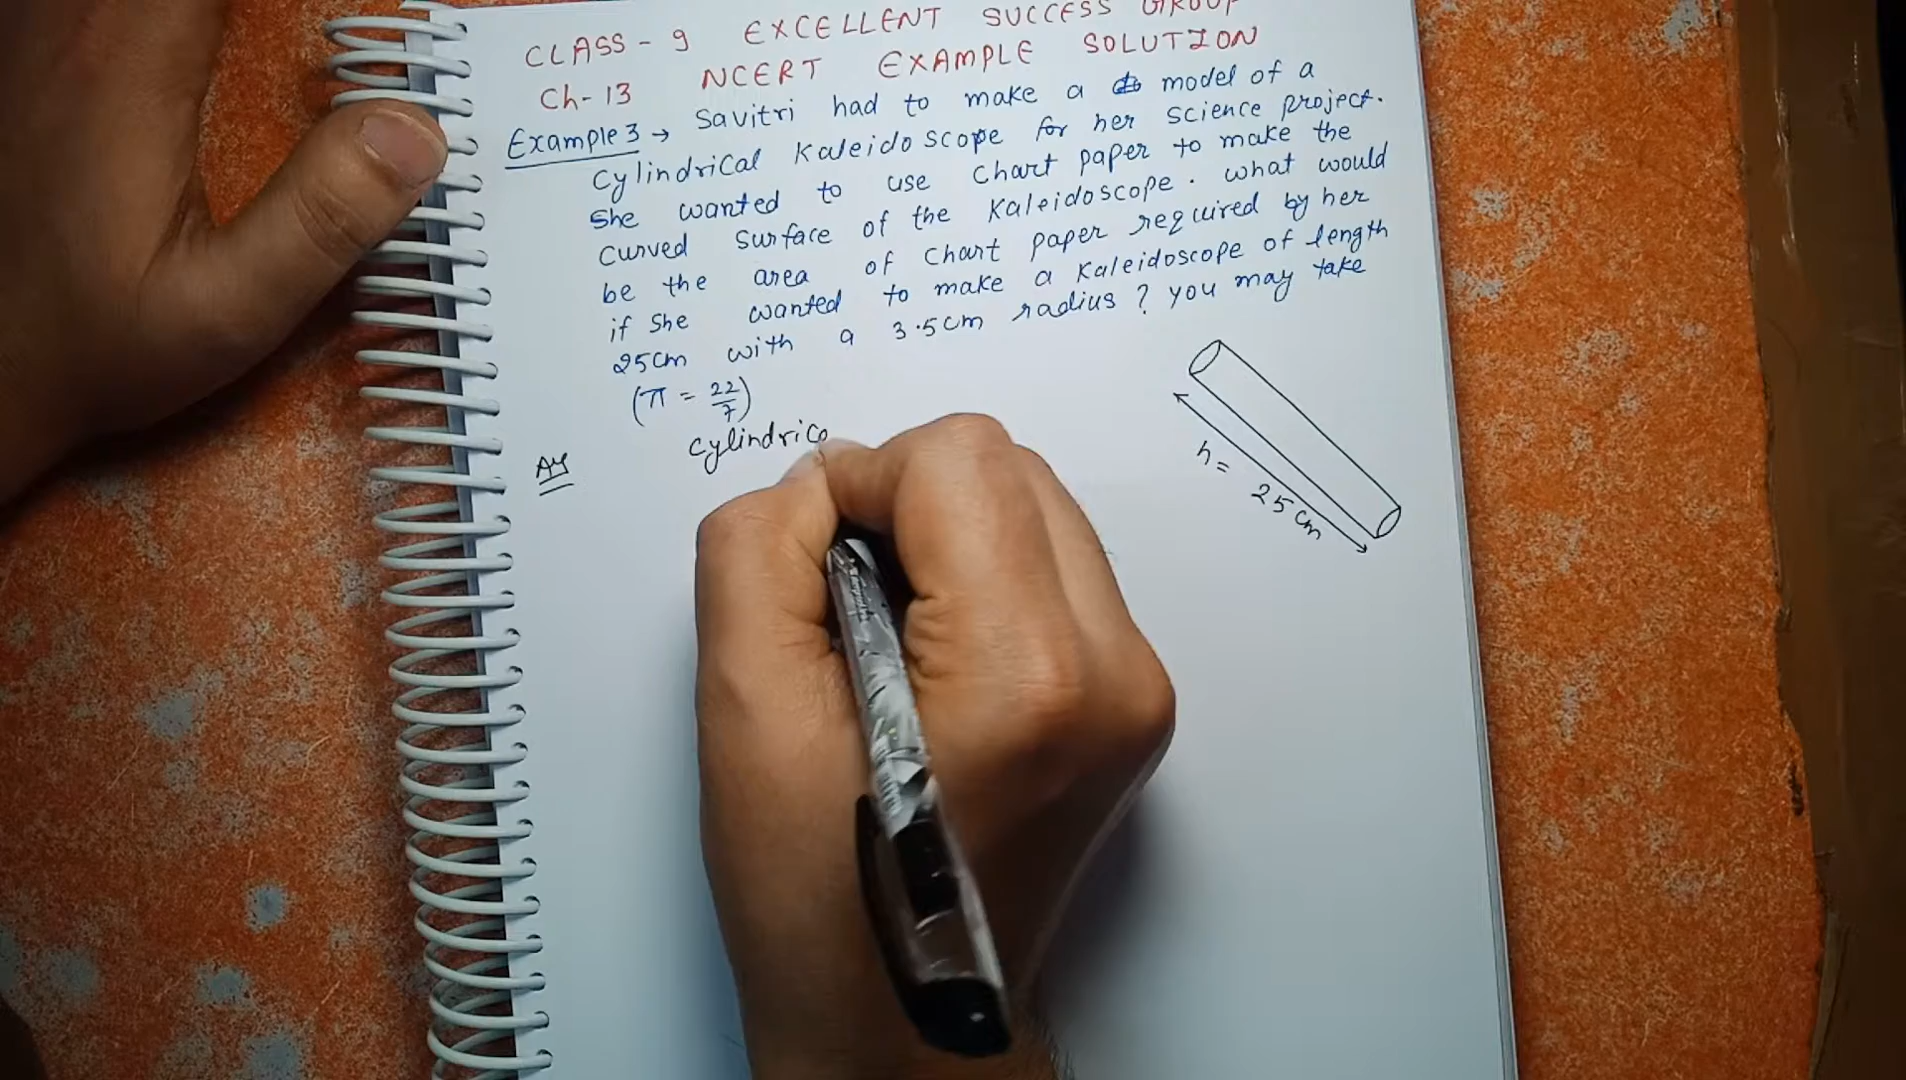 CLASS - 9 EXCELLENT SUCCESS GROUP
Ch-13 NCERT EXAMPLE SOLUTION
Example 3 → Savitri had to make a model of a
Cylindrical Kaleidoscope for her science project.
She wanted to use Chart paper to make the
curved surface of the Kaleidoscope. what would
be the area of Chart paper required by her
if She wanted to make a Kaleidoscope of length
25cm with a 3.5cm radius? you may take
(π = 22/7)
cylindrica
h =
25 cm